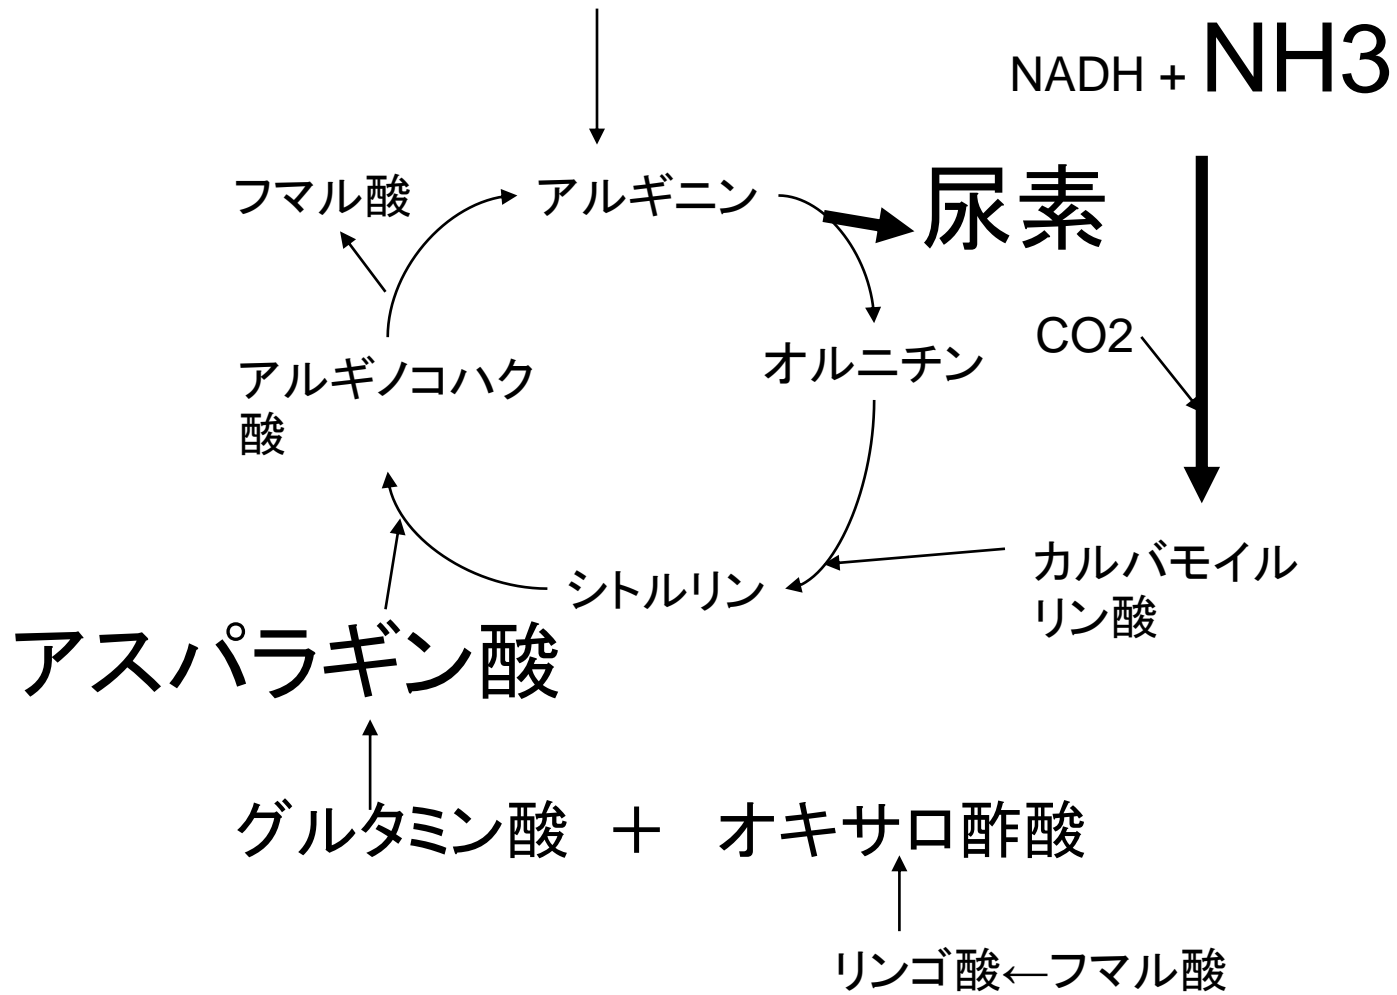 NADH + NH3
フマル酸
アルギニン
尿素
CO2
アルギノコハク
酸
オルニチン
カルバモイル
リン酸
シトルリン
アスパラギン酸
グルタミン酸 ＋ オキサロ酢酸
リンゴ酸←フマル酸